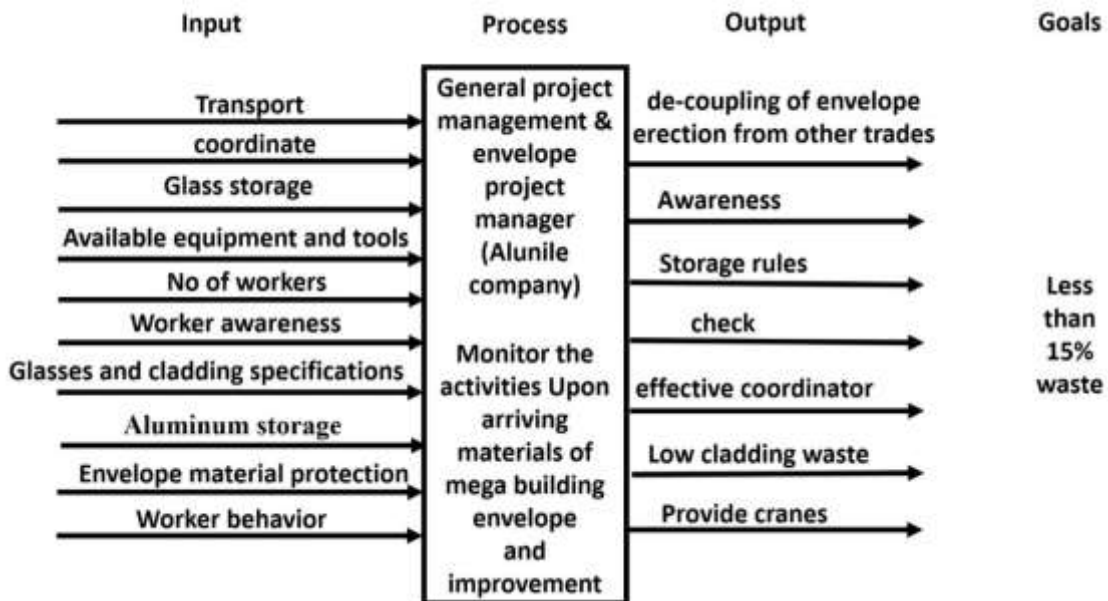 Input Process Output Goals
Transport
coordinate
Glass storage
Available equipment and tools
No of workers
Worker awareness
Glasses and cladding specifications
Aluminum storage
Envelope material protection
Worker behavior
General project
management &
envelope
project
manager
(Alunile
company)
Monitor the
activities Upon
arriving
materials of
mega building
envelope
and
improvement
de-coupling of envelope
erection from other trades
Awareness
Storage rules
check
effective coordinator
Low cladding waste
Provide cranes
Less
than
15%
waste